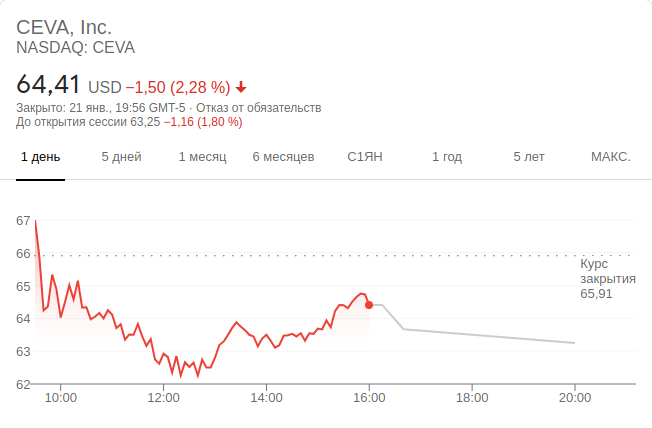 CEVA, Inc.
NASDAQ: CEVA
64,41 USD −1,50 (2,28 %)
Закрыто: 21 янв., 19:56 GMT-5 · Отказ от обязательств
До открытия сессии 63,25 −1,16 (1,80 %)
1 день 5 дней 1 месяц 6 месяцев С1ЯН 1 год 5 лет МАКС.
67
66
Курс
закрытия
65,91
65
64
63
62
10:00 12:00 14:00 16:00 18:00 20:00